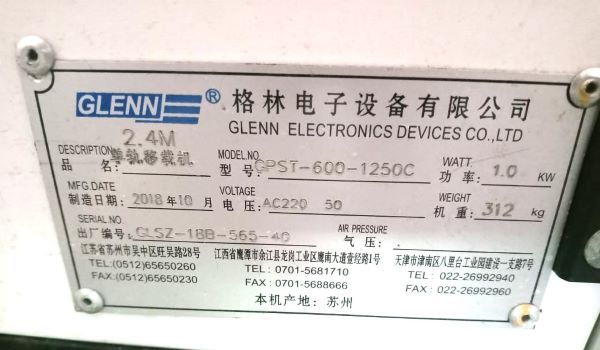 GLENN ® 格林电子设备有限公司
GLENN ELECTRONICS DEVICES CO.,LTD
DESCRIPTION 2.4M MODEL NO. WATT.
品 名: 单轨移载机 型 号: GPST-600-1250C 功 率: 1.0 KW
MFG.DATE VOLTAGE WEIGHT
制造日期: 2018年10月 电 压: AC220 50 机 重: 312 kg
SERIAL NO. AIR PRESSURE
出厂编号: GLSZ-18B-565-40 气 压: .
江苏省苏州市吴中区旺吴路28号 江西省鹰潭市余江县龙岗工业区鹰南大道壹经路1号 天津市津南区八里台工业园建设一支路7号
TEL:(0512)65650260 TEL : 0701-5681710 TEL : 022-26992940
FAX:(0512)65650230 FAX : 0701-5688666 FAX : 022-26992960
本机产地: 苏州